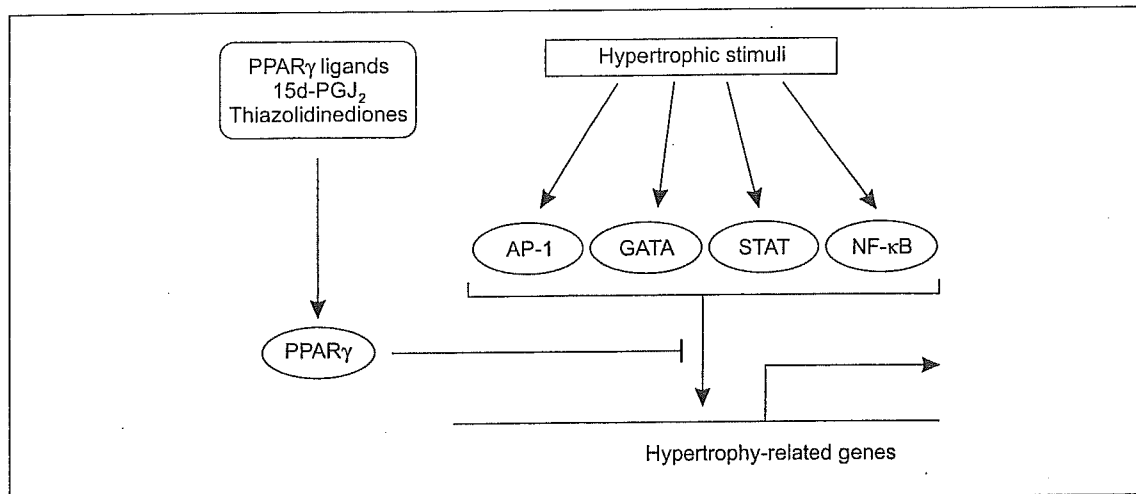 PPARγ ligands
15d-PGJ₂
Thiazolidinediones
Hypertrophic stimuli
AP-1
GATA
STAT
NF-κB
PPARγ
Hypertrophy-related genes